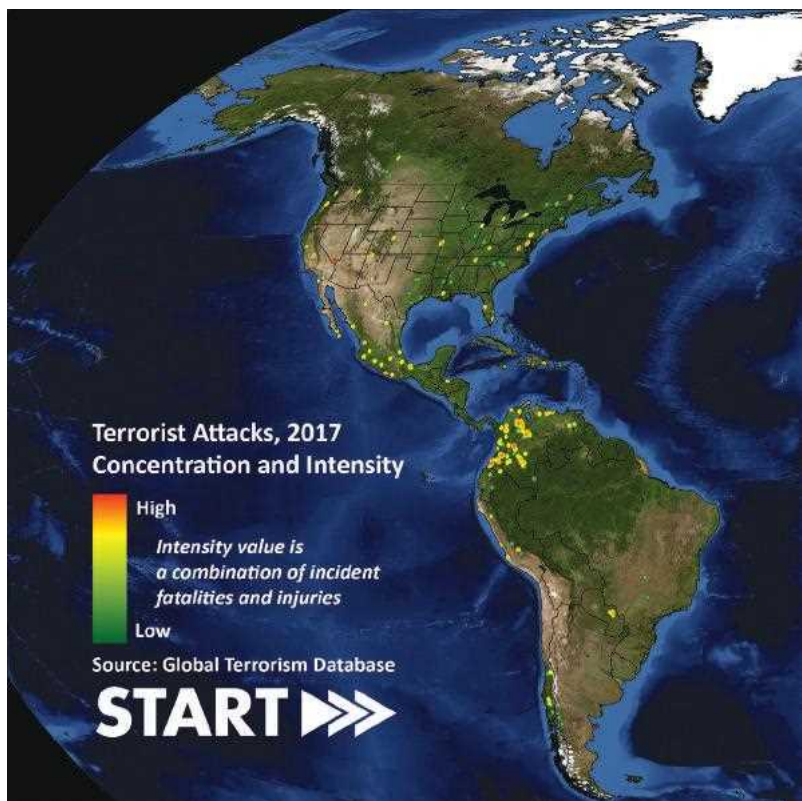 Terrorist Attacks, 2017
Concentration and Intensity
High
Intensity value is
a combination of incident
fatalities and injuries
Low
Source: Global Terrorism Database
START